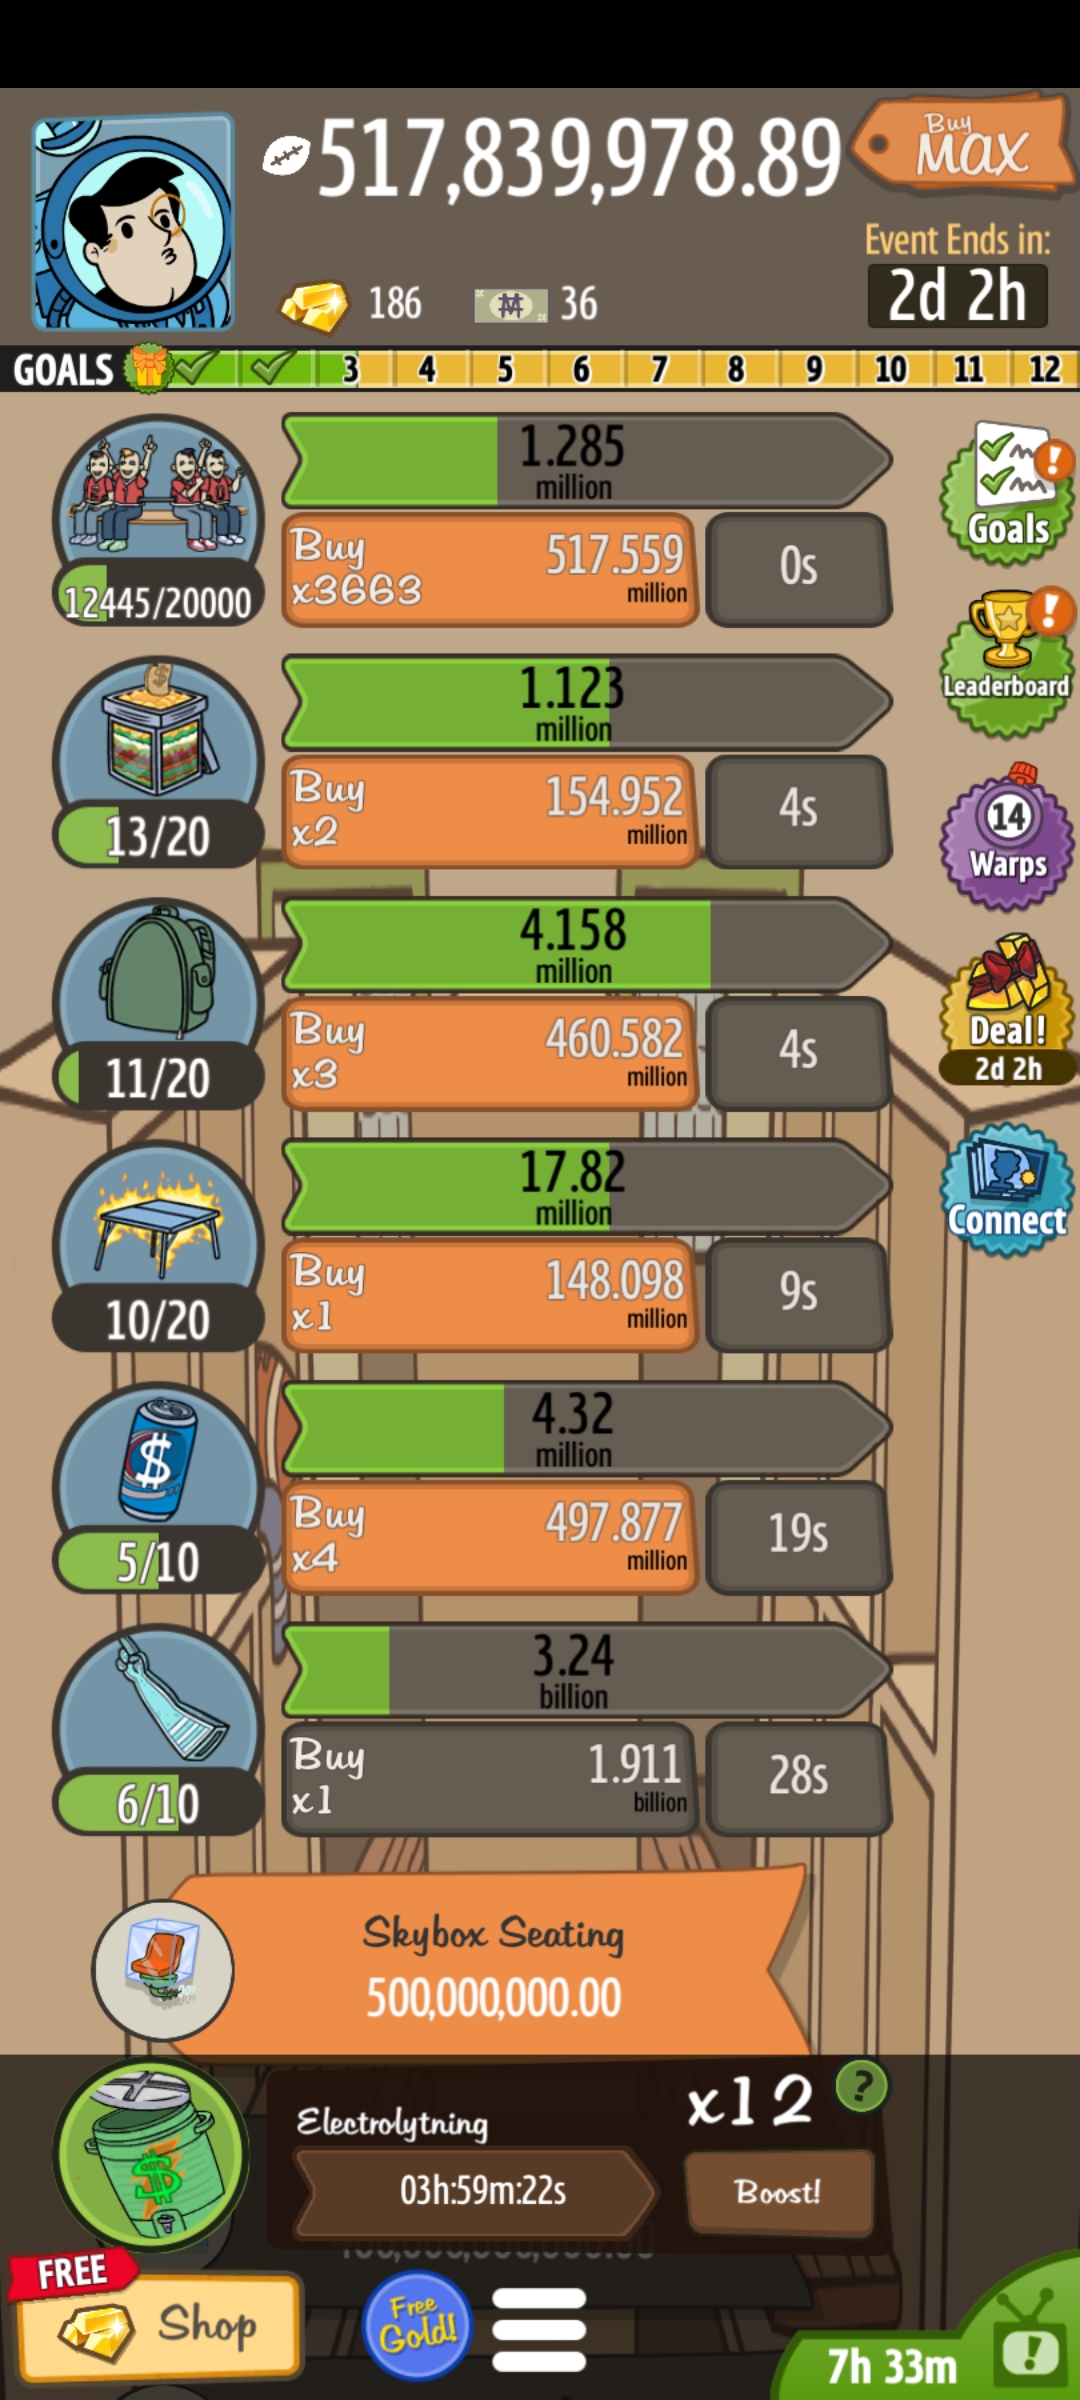 517,839,978.89
Buy
MAX
Event Ends in:
2d 2h
186
36
GOALS 3 4 5 6 7 8 9 10 11 12
1.285
million
12445/20000
Buy
x3663
517.559
million
0s
Goals
1.123
million
13/20
Buy
x2
154.952
million
4s
Leaderboard
4.158
million
11/20
Buy
x3
460.582
million
4s
14
Warps
Deal!
2d 2h
17.82
million
10/20
Buy
x1
148.098
million
9s
Connect
4.32
million
5/10
Buy
x4
497.877
million
19s
3.24
billion
6/10
Buy
x1
1.911
billion
28s
Skybox Seating
500,000,000.00
Electrolytning
x12
?
03h:59m:22s
Boost!
FREE
Shop
Free
Gold!
7h 33m